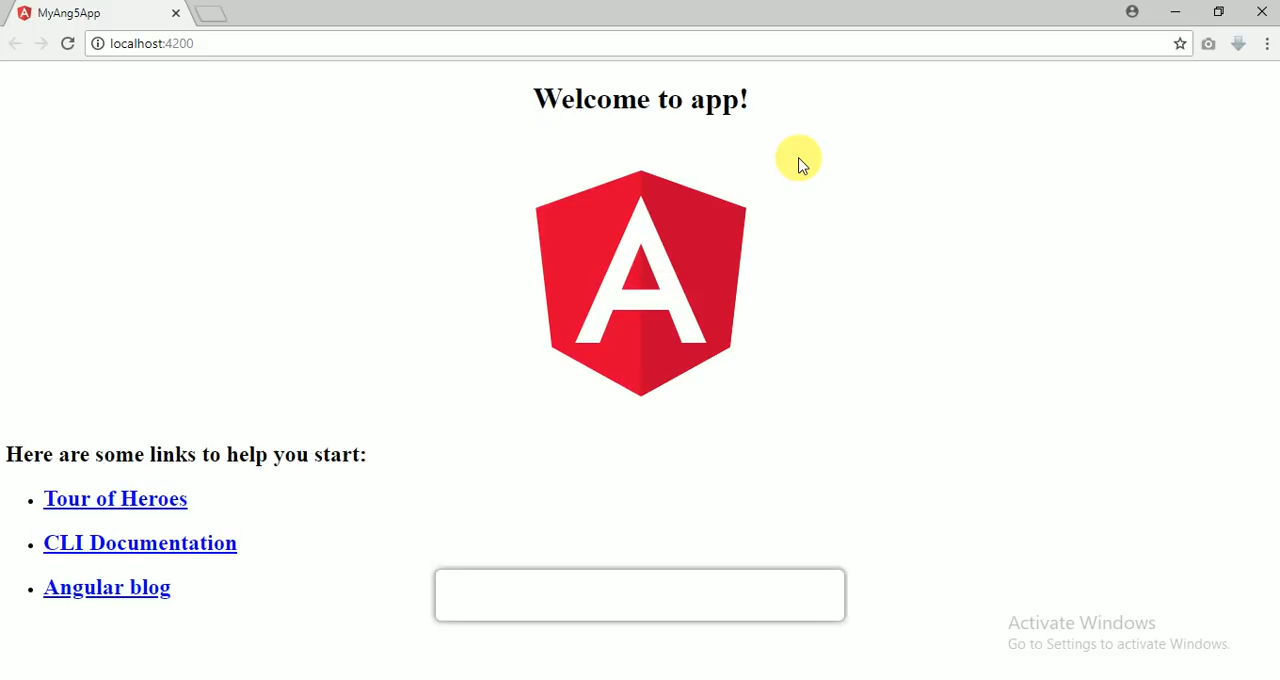 MyAng5App
localhost:4200
Welcome to app!
A
Here are some links to help you start:
Tour of Heroes
CLI Documentation
Angular blog
Activate Windows
Go to Settings to activate Windows.